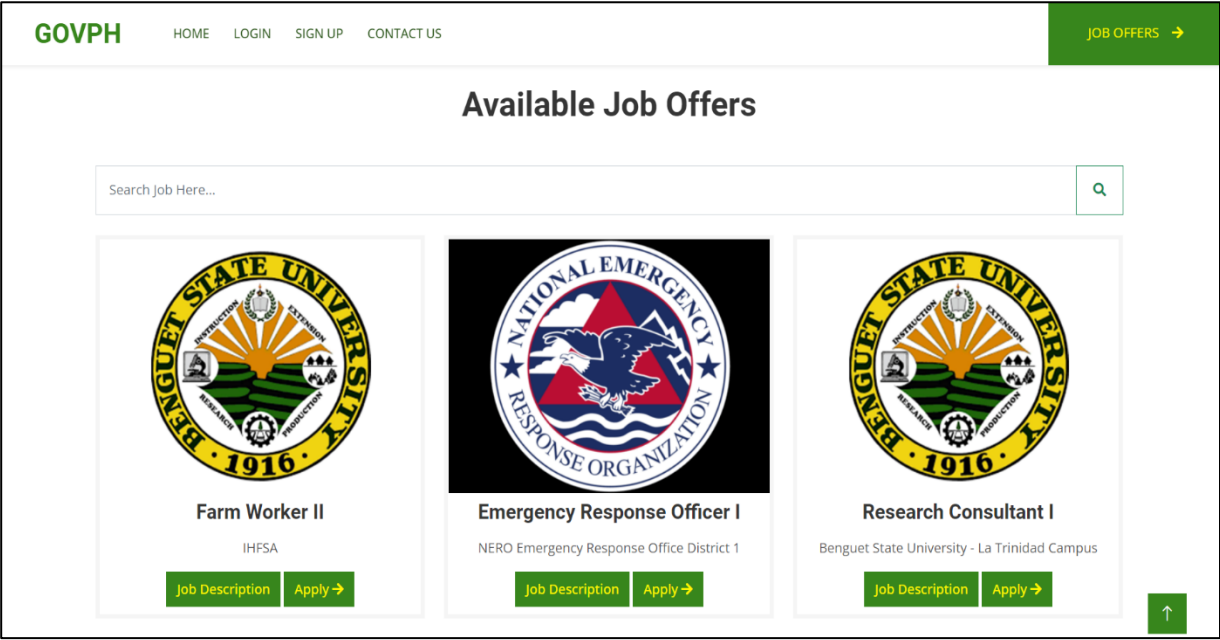 GOVPH HOME LOGIN SIGN UP CONTACT US JOB OFFERS →
Available Job Offers
Search Job Here...
BENGUET STATE UNIVERSITY
INSTRUCTION
EXTENSION
RESEARCH
PRODUCTION
· 1916 ·
Farm Worker II
IHFSA
Job Description Apply →
NATIONAL EMERGENCY
RESPONSE ORGANIZATION
Emergency Response Officer I
NERO Emergency Response Office District 1
Job Description Apply →
BENGUET STATE UNIVERSITY
INSTRUCTION
EXTENSION
RESEARCH
PRODUCTION
· 1916 ·
Research Consultant I
Benguet State University - La Trinidad Campus
Job Description Apply →
↑